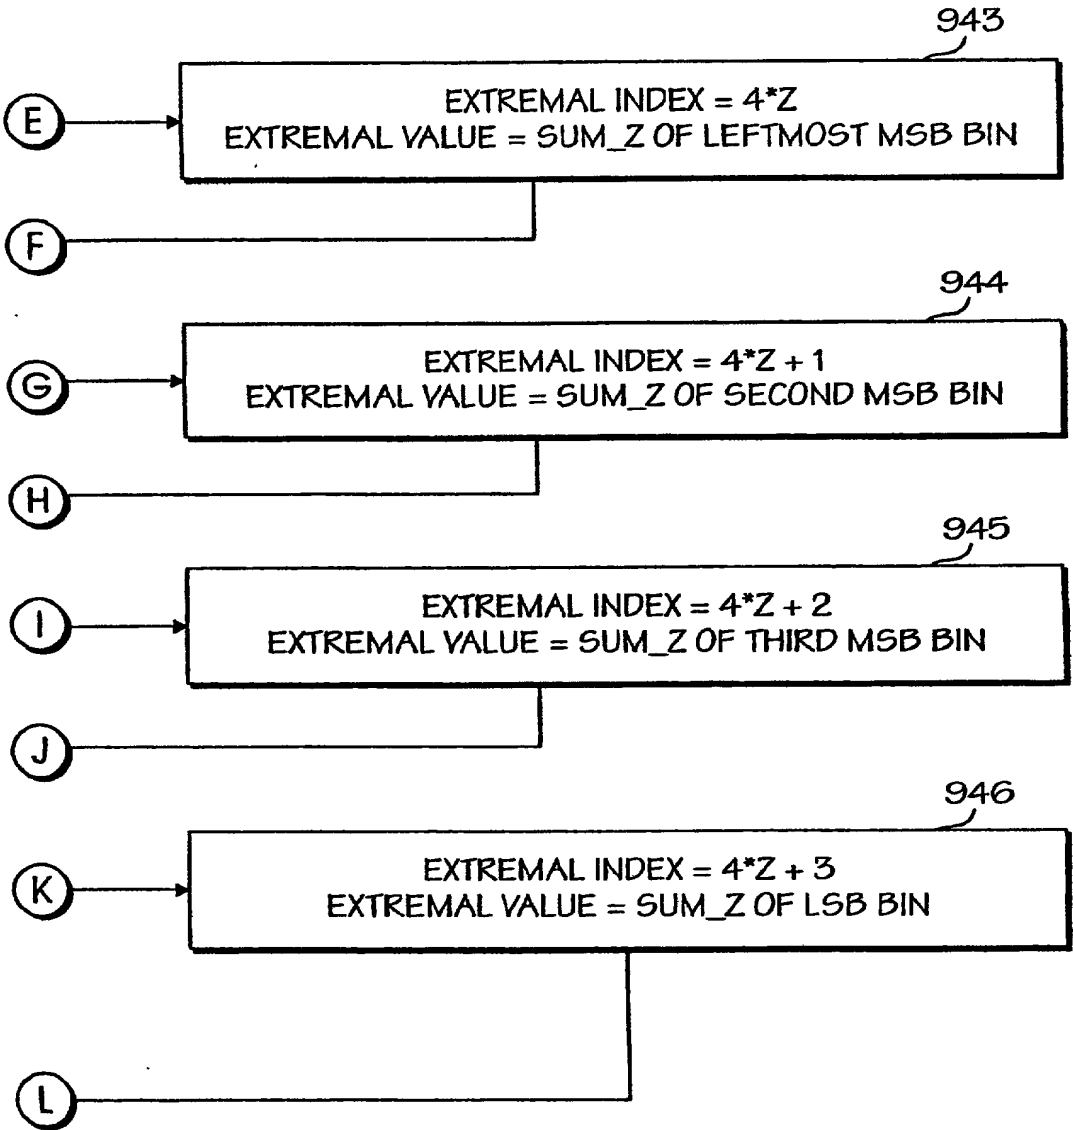 943
E
EXTREMAL INDEX = 4*Z
EXTREMAL VALUE = SUM_Z OF LEFTMOST MSB BIN
F
944
G
EXTREMAL INDEX = 4*Z + 1
EXTREMAL VALUE = SUM_Z OF SECOND MSB BIN
H
945
I
EXTREMAL INDEX = 4*Z + 2
EXTREMAL VALUE = SUM_Z OF THIRD MSB BIN
J
946
K
EXTREMAL INDEX = 4*Z + 3
EXTREMAL VALUE = SUM_Z OF LSB BIN
L